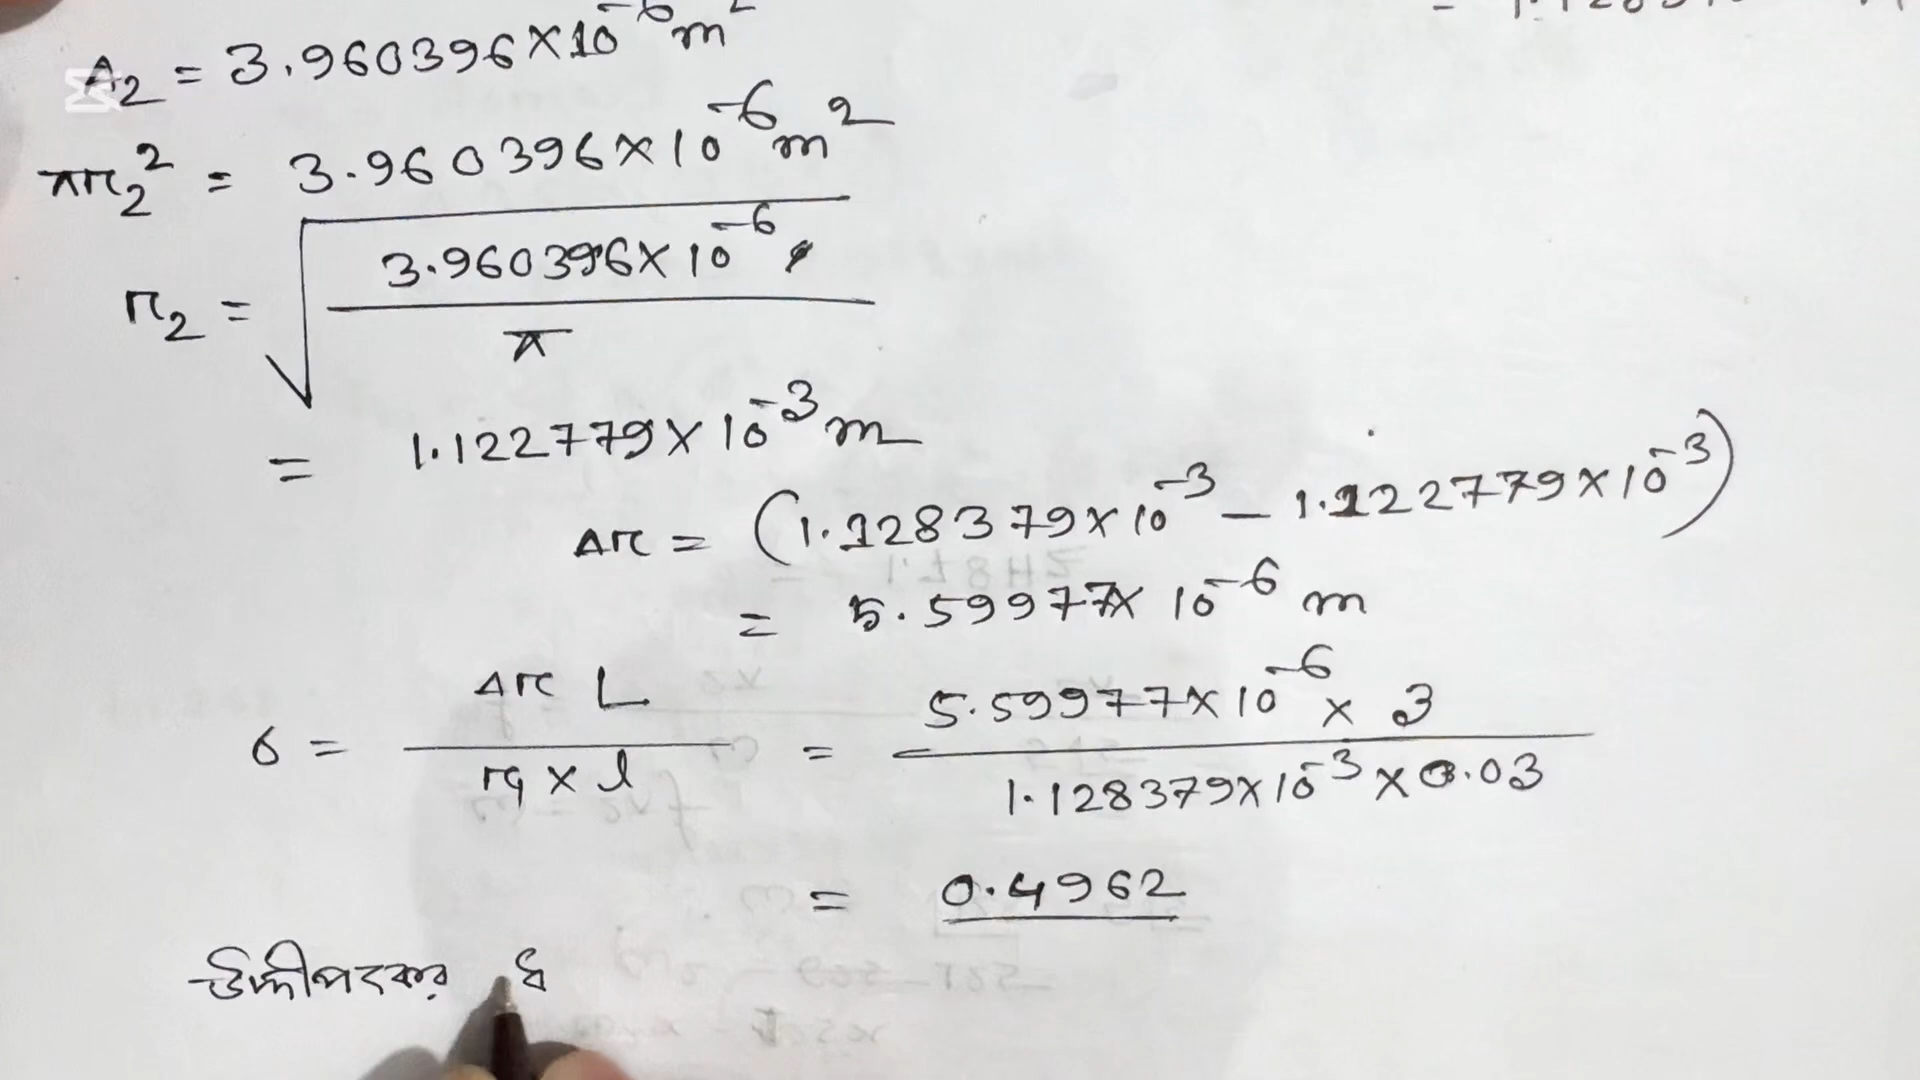 A₂ = 3.960396×10⁻⁶ m²
πr₂² = 3.960396×10⁻⁶ m²
r₂ = √(3.960396×10⁻⁶ / π)
= 1.122779×10⁻³ m
Δr = (1.128379×10⁻³ − 1.122779×10⁻³)
= 5.59977×10⁻⁶ m
σ = Δr L / r₁ × l = 5.59977×10⁻⁶ × 3 / 1.128379×10⁻³ × 0.03
= 0.4962
উদ্দীপকের